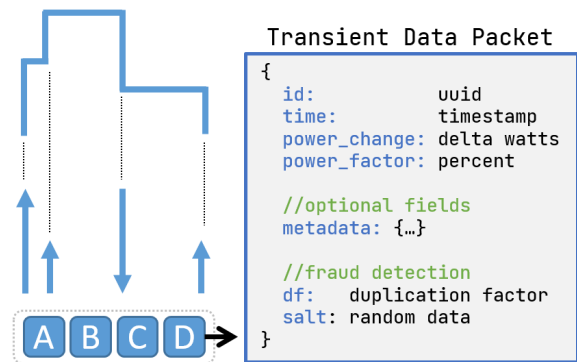 Transient Data Packet
{
id: uuid
time: timestamp
power_change: delta watts
power_factor: percent
//optional fields
metadata: {…}
//fraud detection
df: duplication factor
salt: random data
}
A B C D